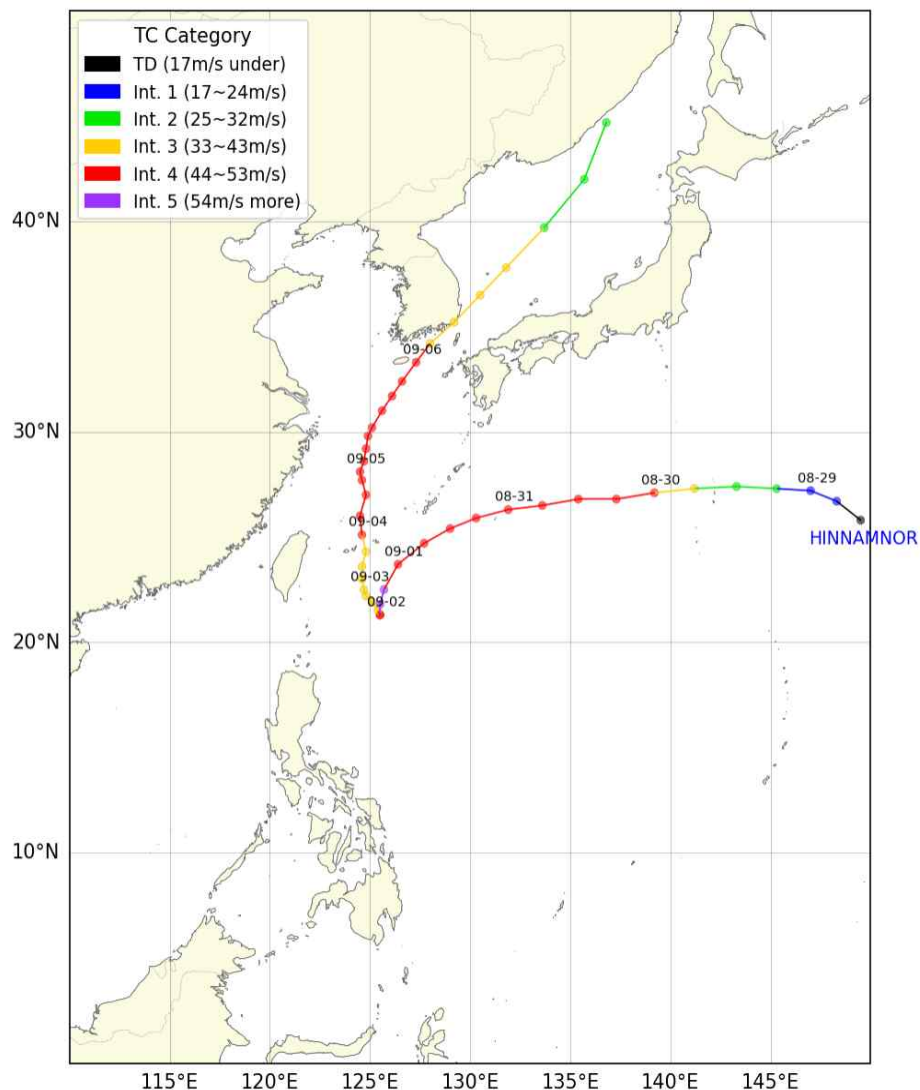 TC Category
TD (17m/s under)
Int. 1 (17~24m/s)
Int. 2 (25~32m/s)
Int. 3 (33~43m/s)
Int. 4 (44~53m/s)
Int. 5 (54m/s more)
40°N
09-06
30°N
09-05
08-30
08-29
08-31
09-04
HINNAMNOR
09-01
09-03
09-02
20°N
10°N
115°E
120°E
125°E
130°E
135°E
140°E
145°E